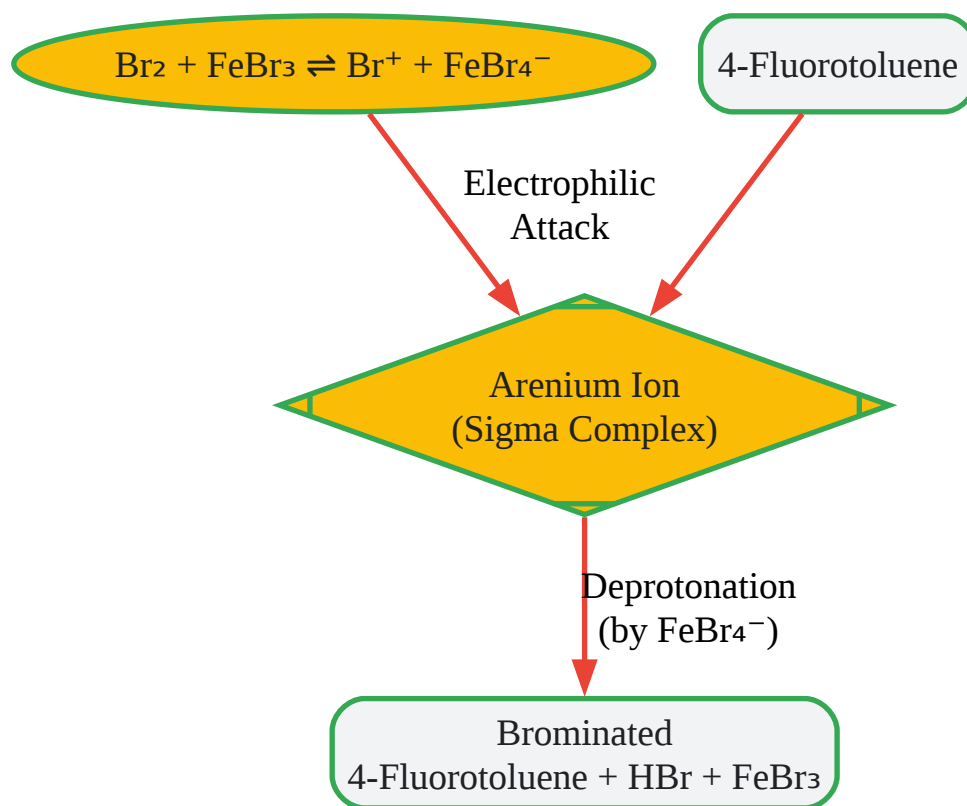 Br₂ + FeBr₃ ⇌ Br⁺ + FeBr₄⁻
4-Fluorotoluene
Electrophilic
Attack
Arenium Ion
(Sigma Complex)
Deprotonation
(by FeBr₄⁻)
Brominated
4-Fluorotoluene + HBr + FeBr₃